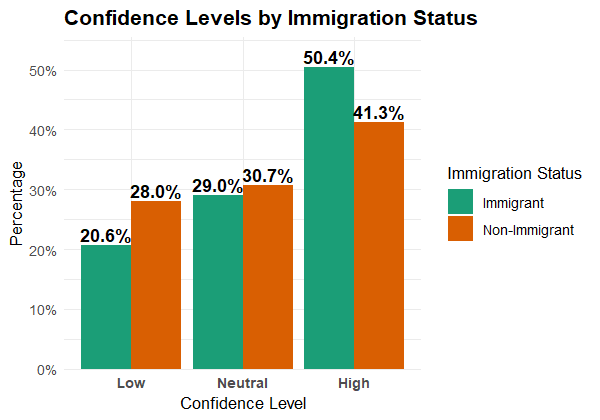 Confidence Levels by Immigration Status
50.4%
50%
41.3%
40%
Immigration Status
Immigrant
Non-Immigrant
Percentage
30%
28.0%
29.0%
30.7%
20.6%
20%
10%
0%
Low
Neutral
High
Confidence Level